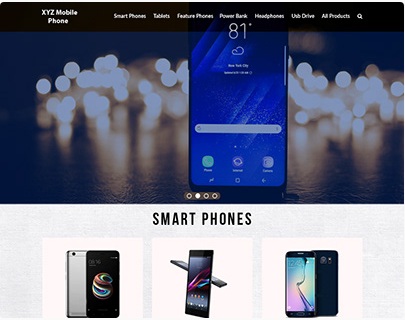 XYZ Mobile
Phone
Smart Phones Tablets Feature Phones Power Bank Headphones Usb Drive All Products
81°
New York City
Phone
SMART PHONES